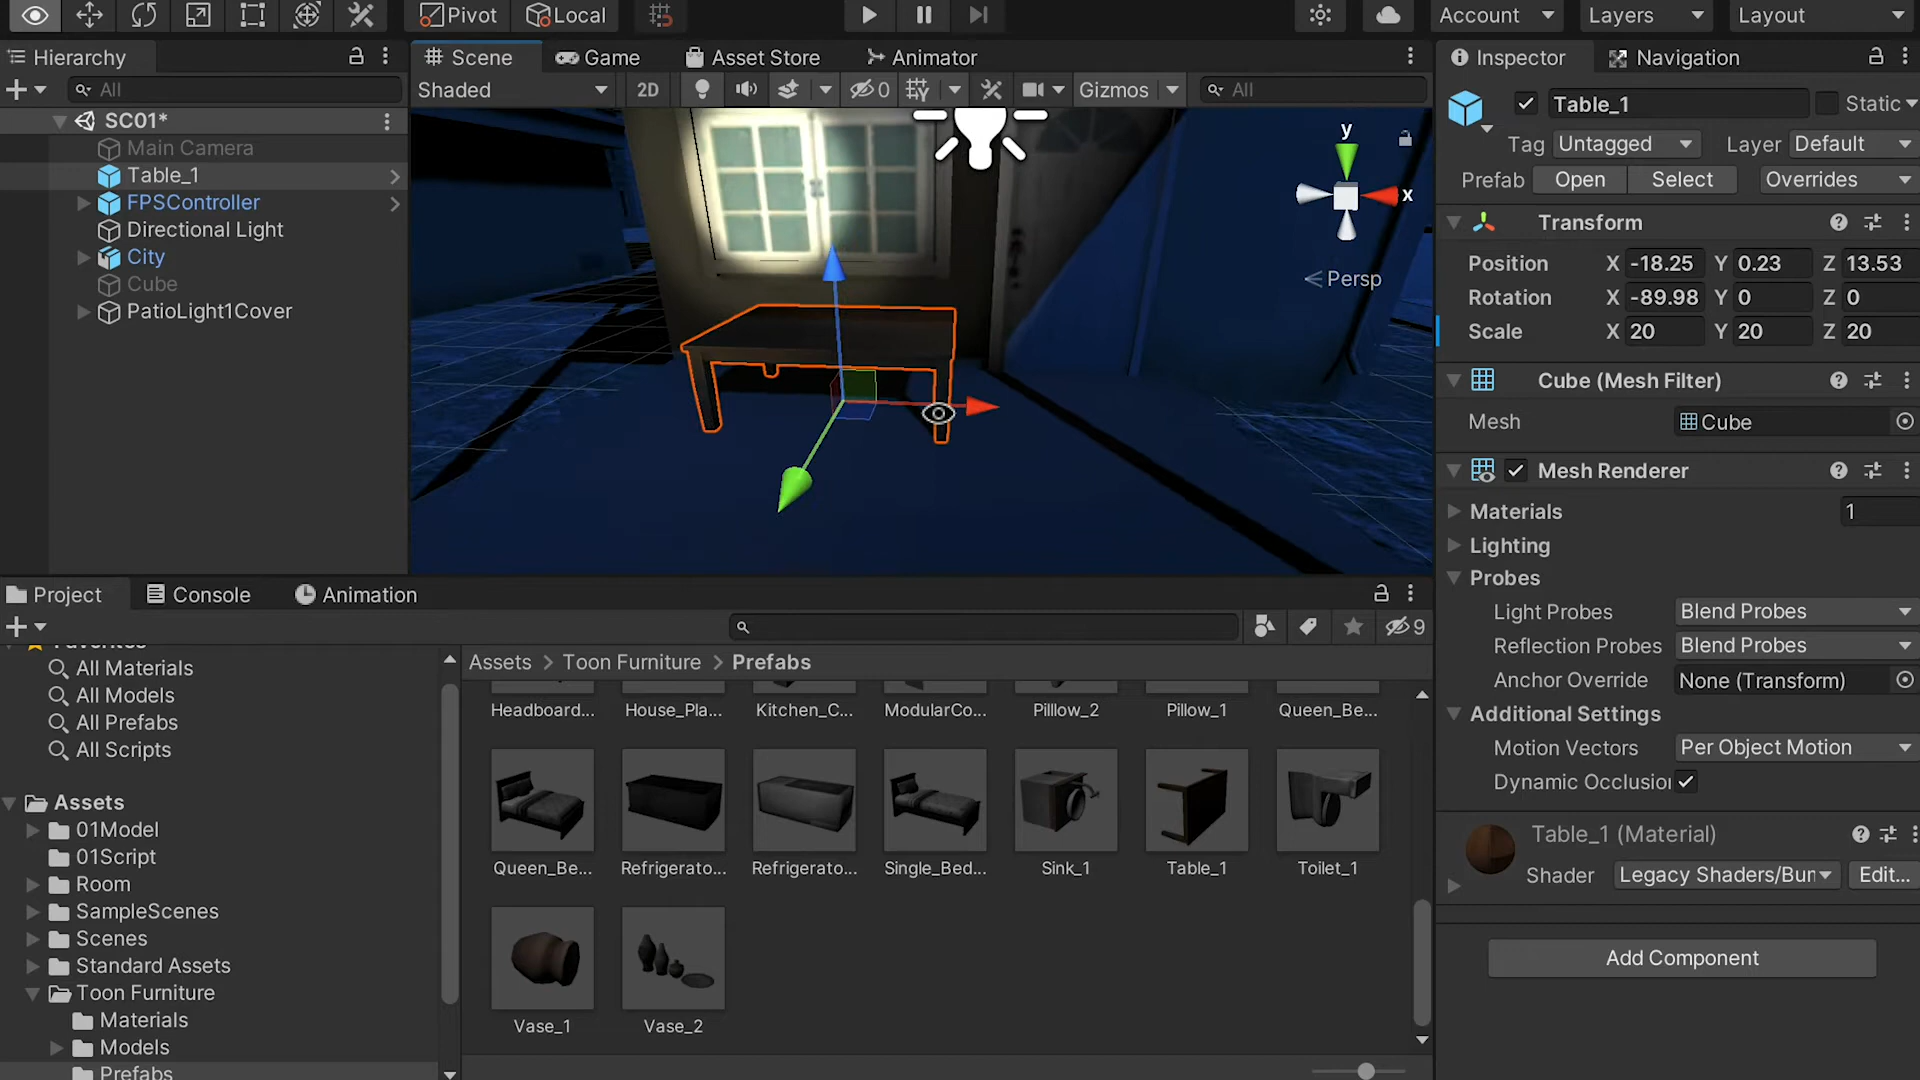 Pivot Local Account Layers Layout
Hierarchy
All
SC01*
Main Camera
Table_1
FPSController
Directional Light
City
Cube
PatioLight1Cover
Scene Game Asset Store Animator
Shaded 2D 0 Gizmos All
y
x
Persp
Inspector Navigation
Table_1 Static
Tag Untagged Layer Default
Prefab Open Select Overrides
Transform
Position X -18.25 Y 0.23 Z 13.53
Rotation X -89.98 Y 0 Z 0
Scale X 20 Y 20 Z 20
Cube (Mesh Filter)
Mesh Cube
Mesh Renderer
Materials 1
Lighting
Probes
Light Probes Blend Probes
Reflection Probes Blend Probes
Anchor Override None (Transform)
Additional Settings
Motion Vectors Per Object Motion
Dynamic Occlusion
Table_1 (Material)
Shader Legacy Shaders/Bum Edit...
Add Component
Project Console Animation
9
Favorites
All Materials
All Models
All Prefabs
All Scripts
Assets
01Model
01Script
Room
SampleScenes
Scenes
Standard Assets
Toon Furniture
Materials
Models
Prefabs
Assets > Toon Furniture > Prefabs
Headboard... House_Pla... Kitchen_C... ModularCo... Pilllow_2 Pillow_1 Queen_Be...
Queen_Be... Refrigerato... Refrigerato... Single_Bed... Sink_1 Table_1 Toilet_1
Vase_1 Vase_2